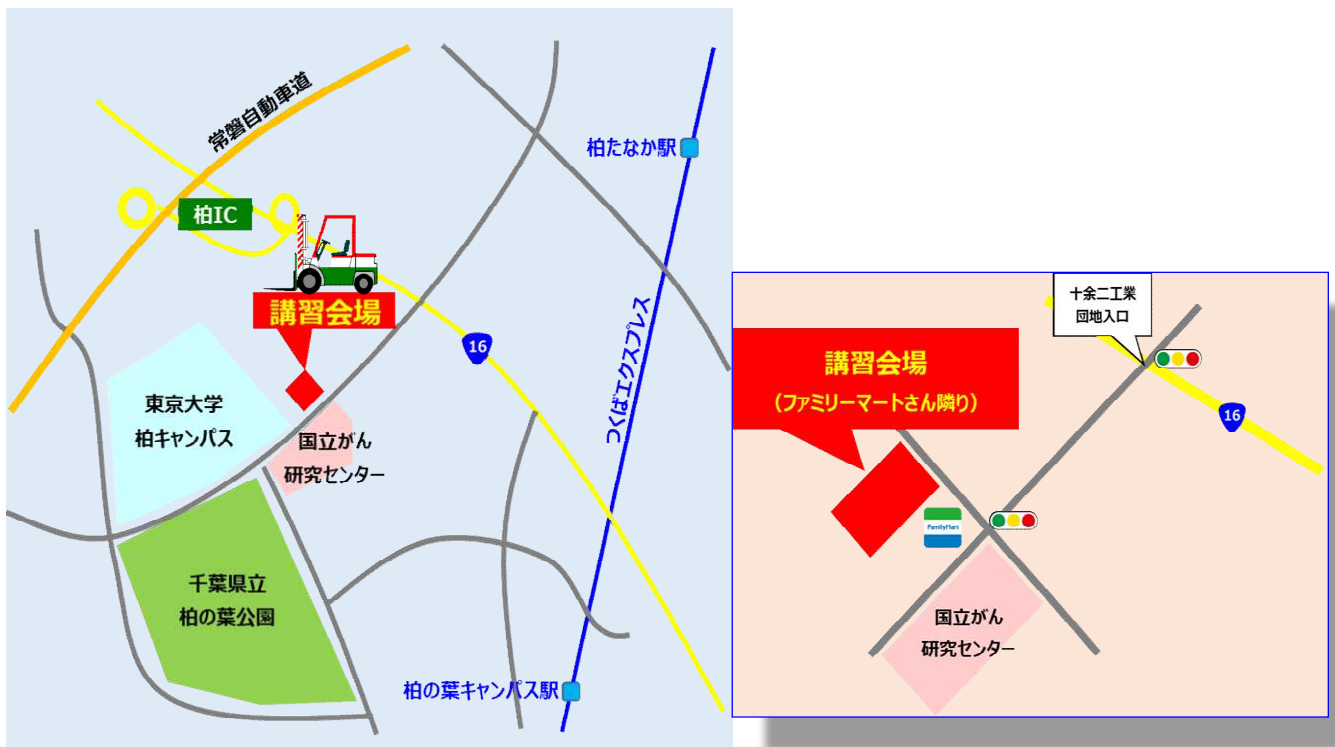 常磐自動車道
柏たなか駅
柏IC
講習会場
16
つくばエクスプレス
東京大学
柏キャンパス
国立がん
研究センター
千葉県立
柏の葉公園
柏の葉キャンパス駅
十余二工業
団地入口
講習会場
(ファミリーマートさん隣り)
16
FamilyMart
国立がん
研究センター